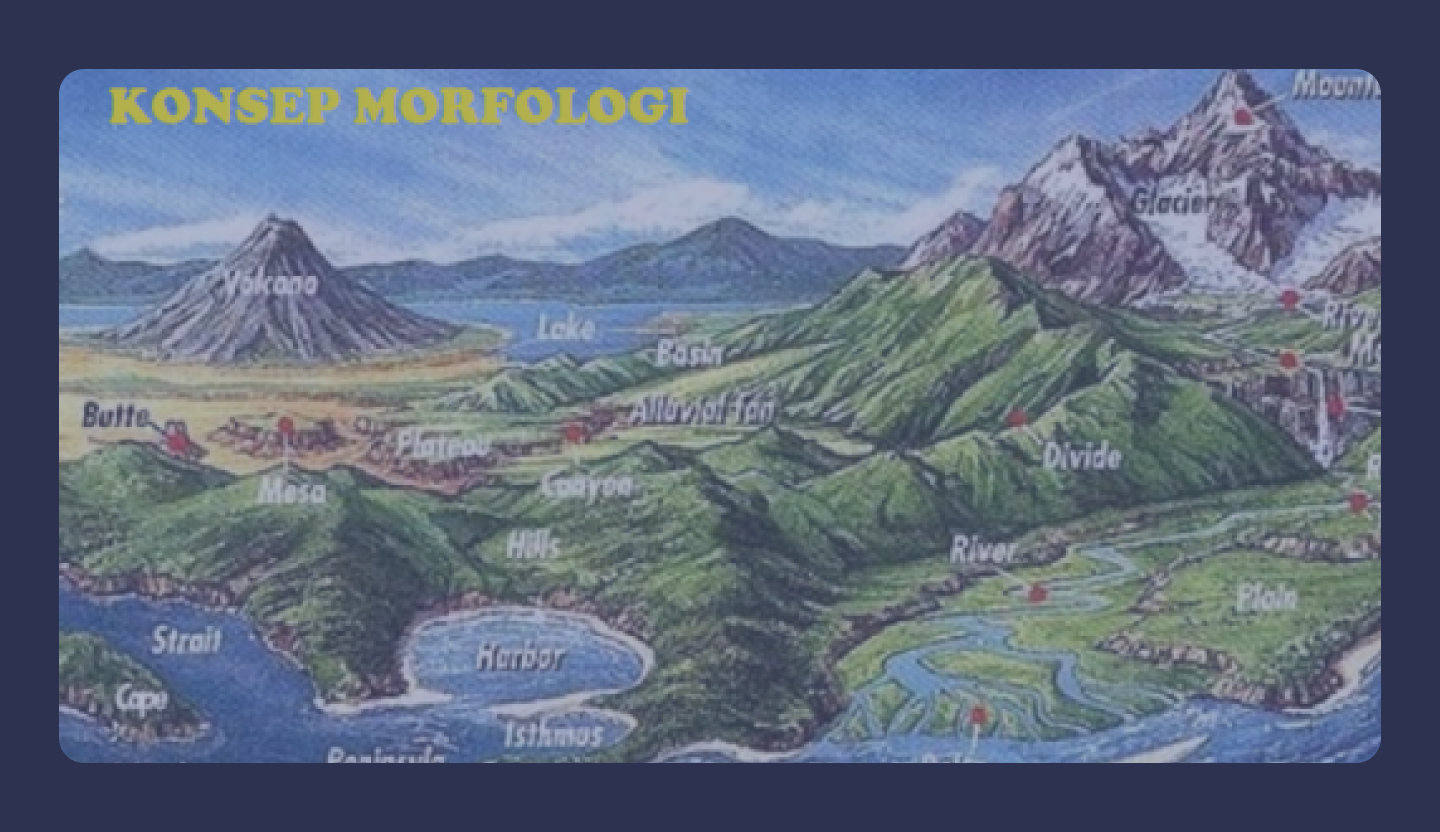 KONSEP MORFOLOGI
Glacier
Volcano
Lake
Basin
Butte
Alluvial fan
Plateau
Divide
Mesa
Canyon
Hills
River
Plain
Strait
Harbor
Cape
Isthmus
Peninsula